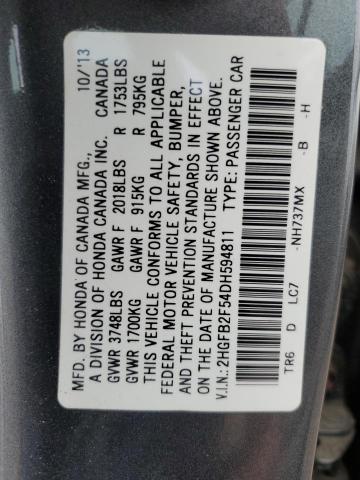 MFD. BY HONDA OF CANADA MFG., 10/'13
A DIVISION OF HONDA CANADA INC. CANADA
GVWR 3748LBS GAWR F 2018LBS R 1753LBS
GVWR 1700KG GAWR F 915KG R 795KG
THIS VEHICLE CONFORMS TO ALL APPLICABLE
FEDERAL MOTOR VEHICLE SAFETY, BUMPER,
AND THEFT PREVENTION STANDARDS IN EFFECT
ON THE DATE OF MANUFACTURE SHOWN ABOVE.
V.I.N.: 2HGFB2F54DH594811 TYPE: PASSENGER CAR
TR6 D LC7 -NH737MX -B -H